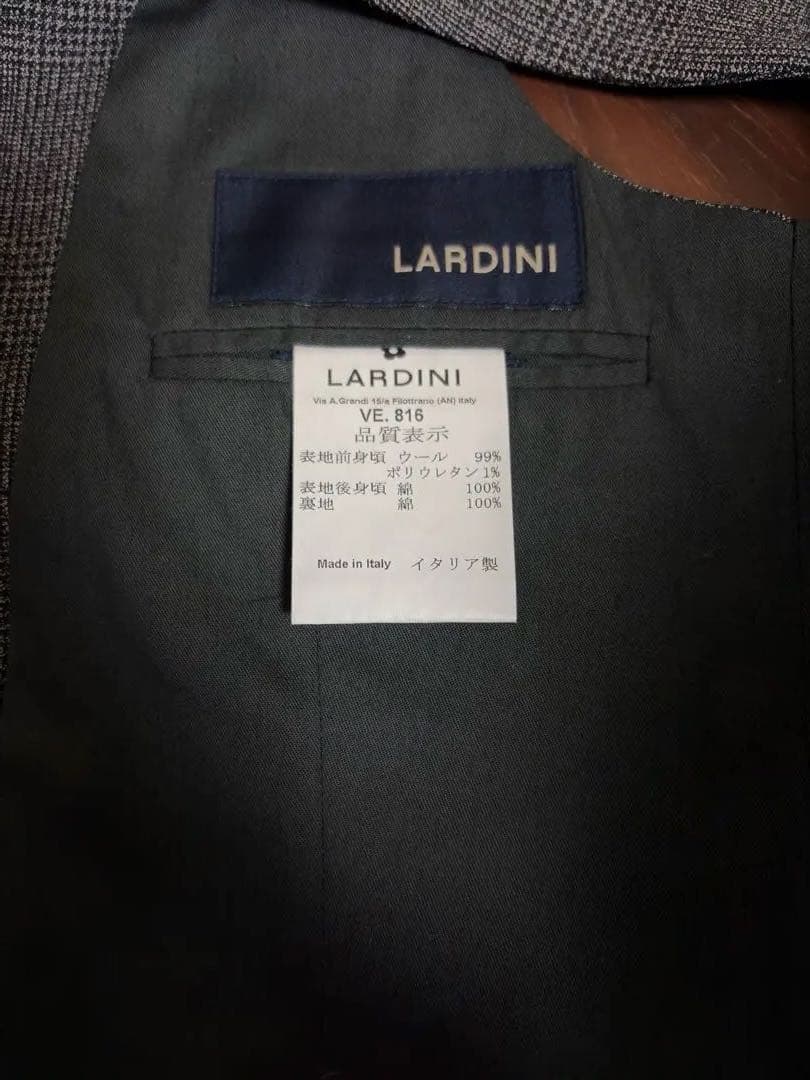 LARDINI
LARDINI
Via A.Grandi 15/a Filottrano (AN) Italy
VE. 816
品質表示
表地前身頃 ウール 99%
ポリウレタン 1%
表地後身頃 綿 100%
裏地 綿 100%
Made in Italy イタリア製